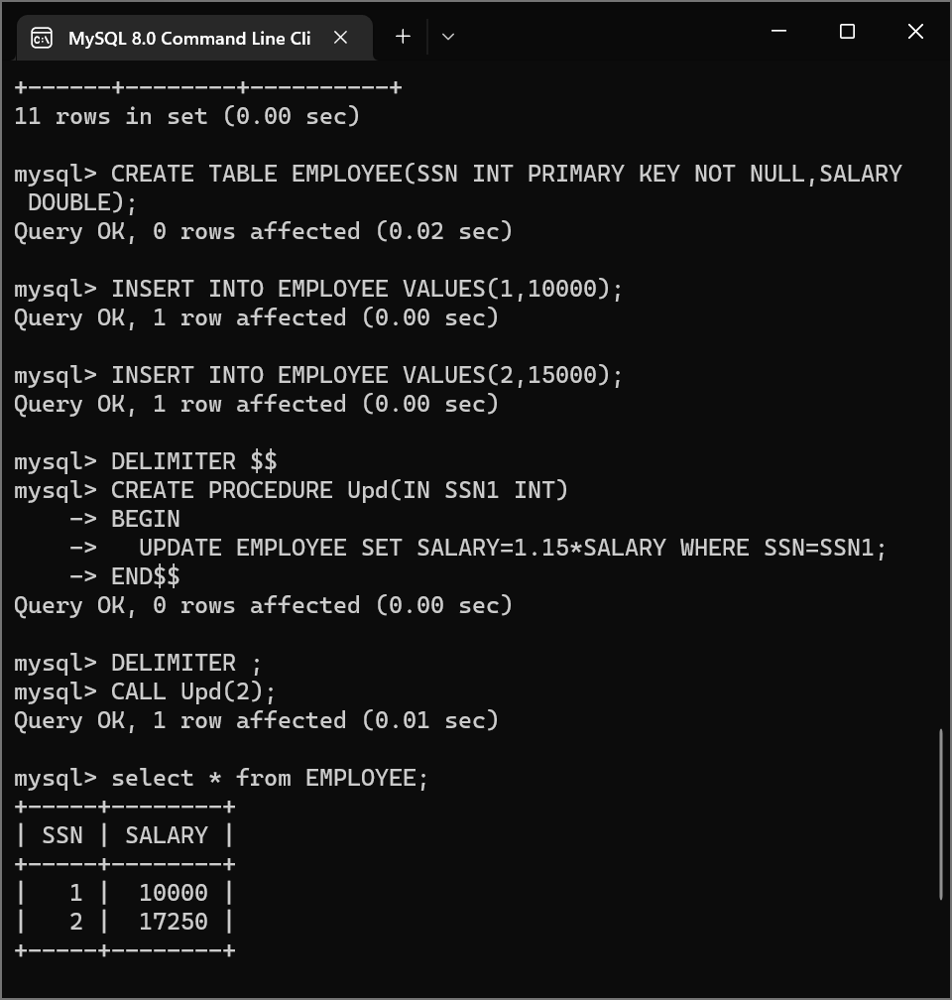 MySQL 8.0 Command Line Cli
+------+--------+----------+
11 rows in set (0.00 sec)
mysql> CREATE TABLE EMPLOYEE(SSN INT PRIMARY KEY NOT NULL,SALARY
 DOUBLE);
Query OK, 0 rows affected (0.02 sec)
mysql> INSERT INTO EMPLOYEE VALUES(1,10000);
Query OK, 1 row affected (0.00 sec)
mysql> INSERT INTO EMPLOYEE VALUES(2,15000);
Query OK, 1 row affected (0.00 sec)
mysql> DELIMITER $$
mysql> CREATE PROCEDURE Upd(IN SSN1 INT)
    -> BEGIN
    ->   UPDATE EMPLOYEE SET SALARY=1.15*SALARY WHERE SSN=SSN1;
    -> END$$
Query OK, 0 rows affected (0.00 sec)
mysql> DELIMITER ;
mysql> CALL Upd(2);
Query OK, 1 row affected (0.01 sec)
mysql> select * from EMPLOYEE;
+-----+--------+
| SSN | SALARY |
+-----+--------+
|   1 |  10000 |
|   2 |  17250 |
+-----+--------+